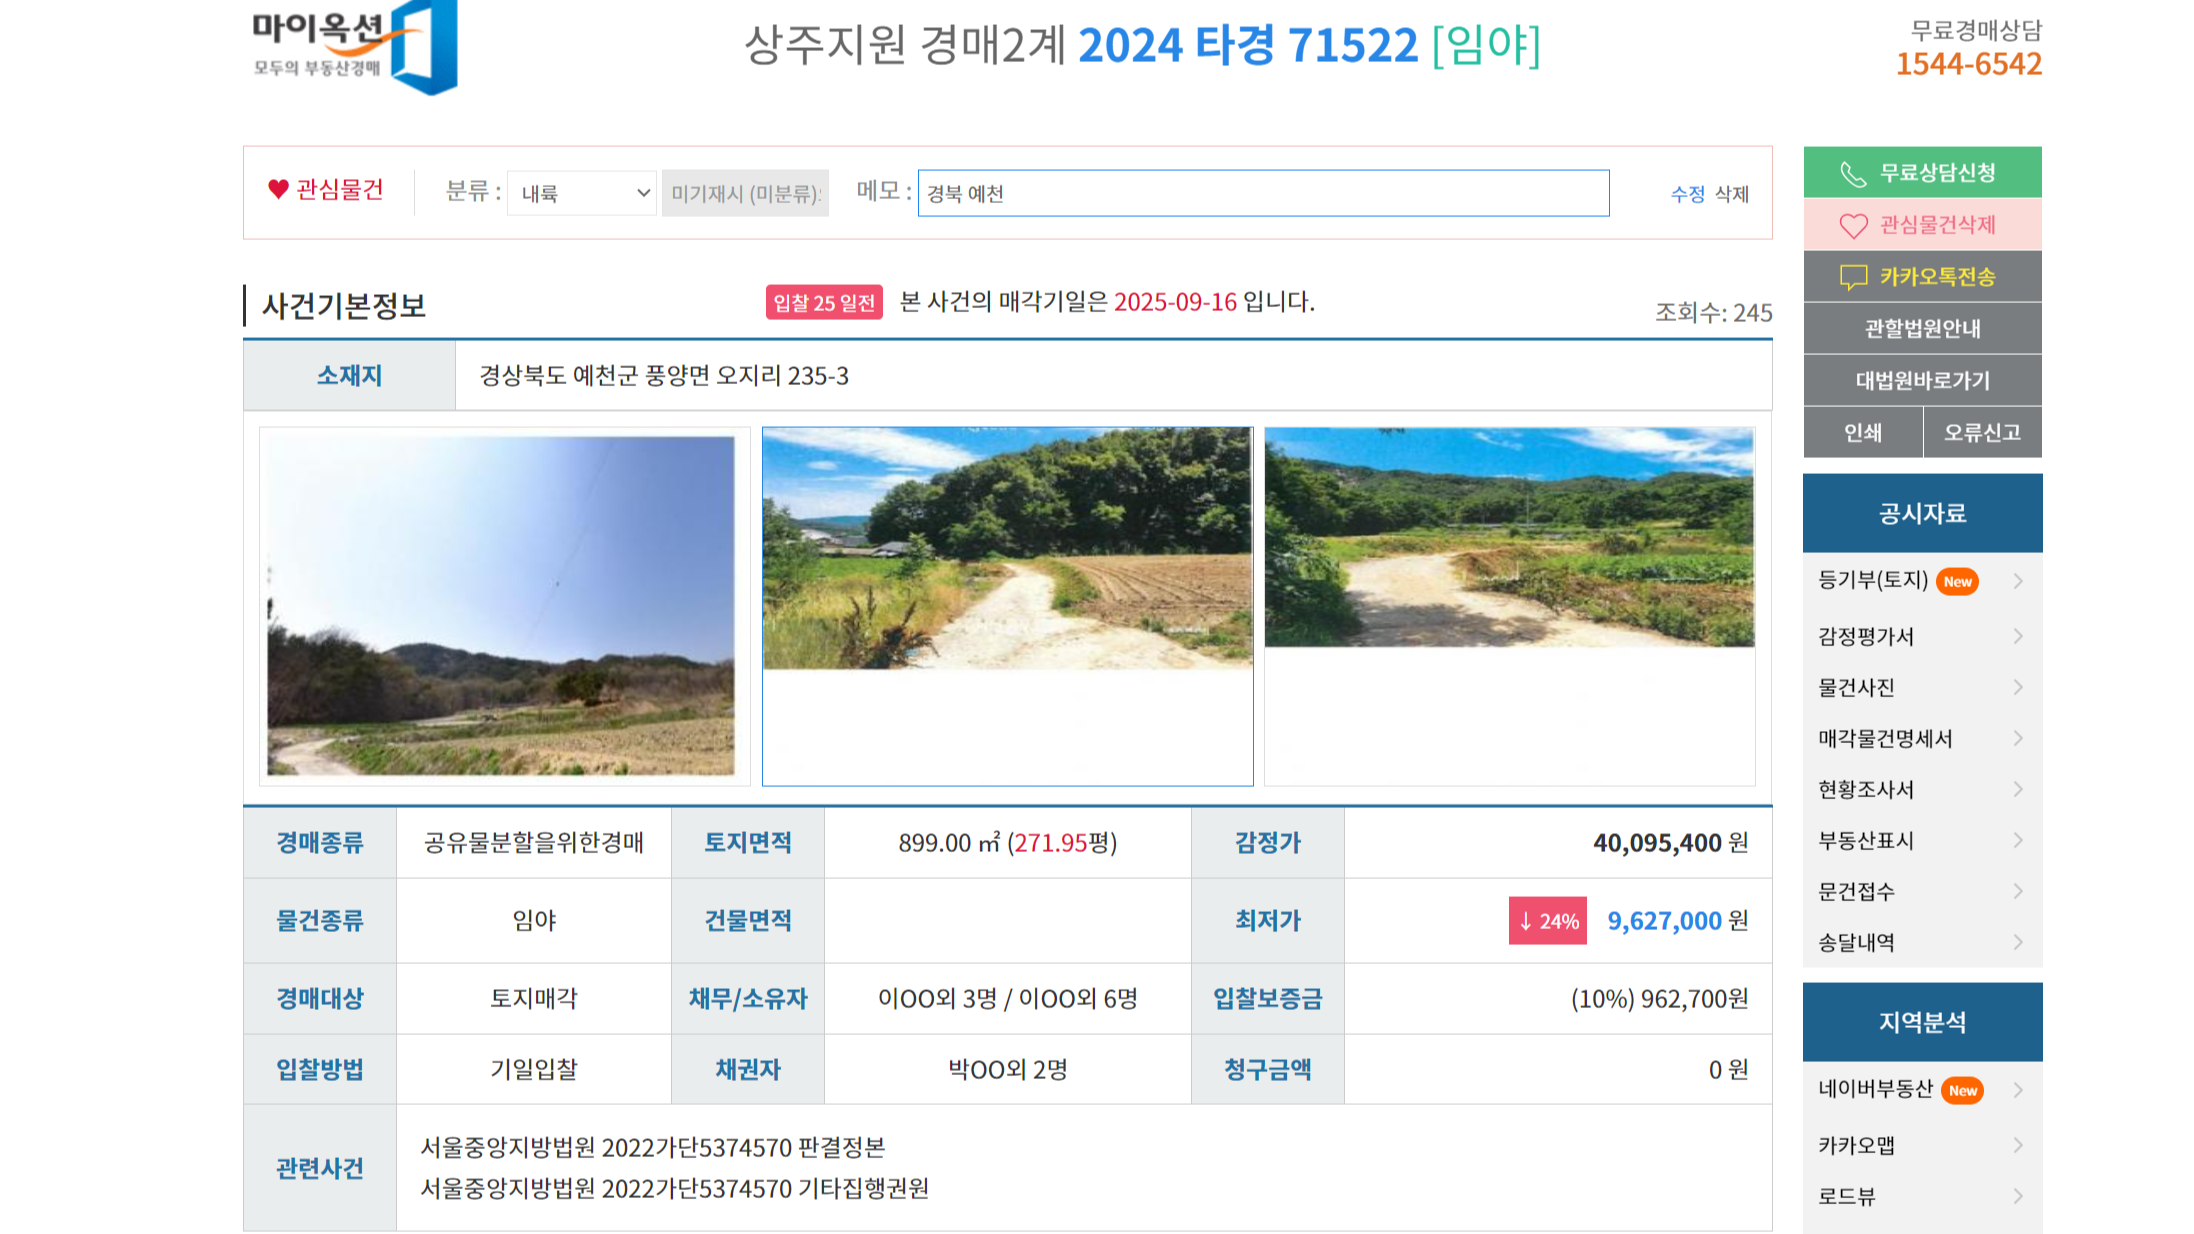 마이옥션
모두의 부동산경매
상주지원 경매2계 2024 타경 71522 [임야]
무료경매상담
1544-6542
관심물건 분류 : 내륙 미기재시 (미분류) 메모 : 경북 예천 수정 삭제
무료상담신청
관심물건삭제
카카오톡전송
관할법원안내
대법원바로가기
인쇄 오류신고
사건기본정보 입찰 25 일전 본 사건의 매각기일은 2025-09-16 입니다. 조회수: 245
소재지 경상북도 예천군 풍양면 오지리 235-3
경매종류 공유물분할을위한경매 토지면적 899.00 ㎡ (271.95평) 감정가 40,095,400 원
물건종류 임야 건물면적 최저가 ↓ 24% 9,627,000 원
경매대상 토지매각 채무/소유자 이OO외 3명 / 이OO외 6명 입찰보증금 (10%) 962,700원
입찰방법 기일입찰 채권자 박OO외 2명 청구금액 0 원
관련사건 서울중앙지방법원 2022가단5374570 판결정본
서울중앙지방법원 2022가단5374570 기타집행권원
공시자료
등기부(토지) New
감정평가서
물건사진
매각물건명세서
현황조사서
부동산표시
문건접수
송달내역
지역분석
네이버부동산 New
카카오맵
로드뷰